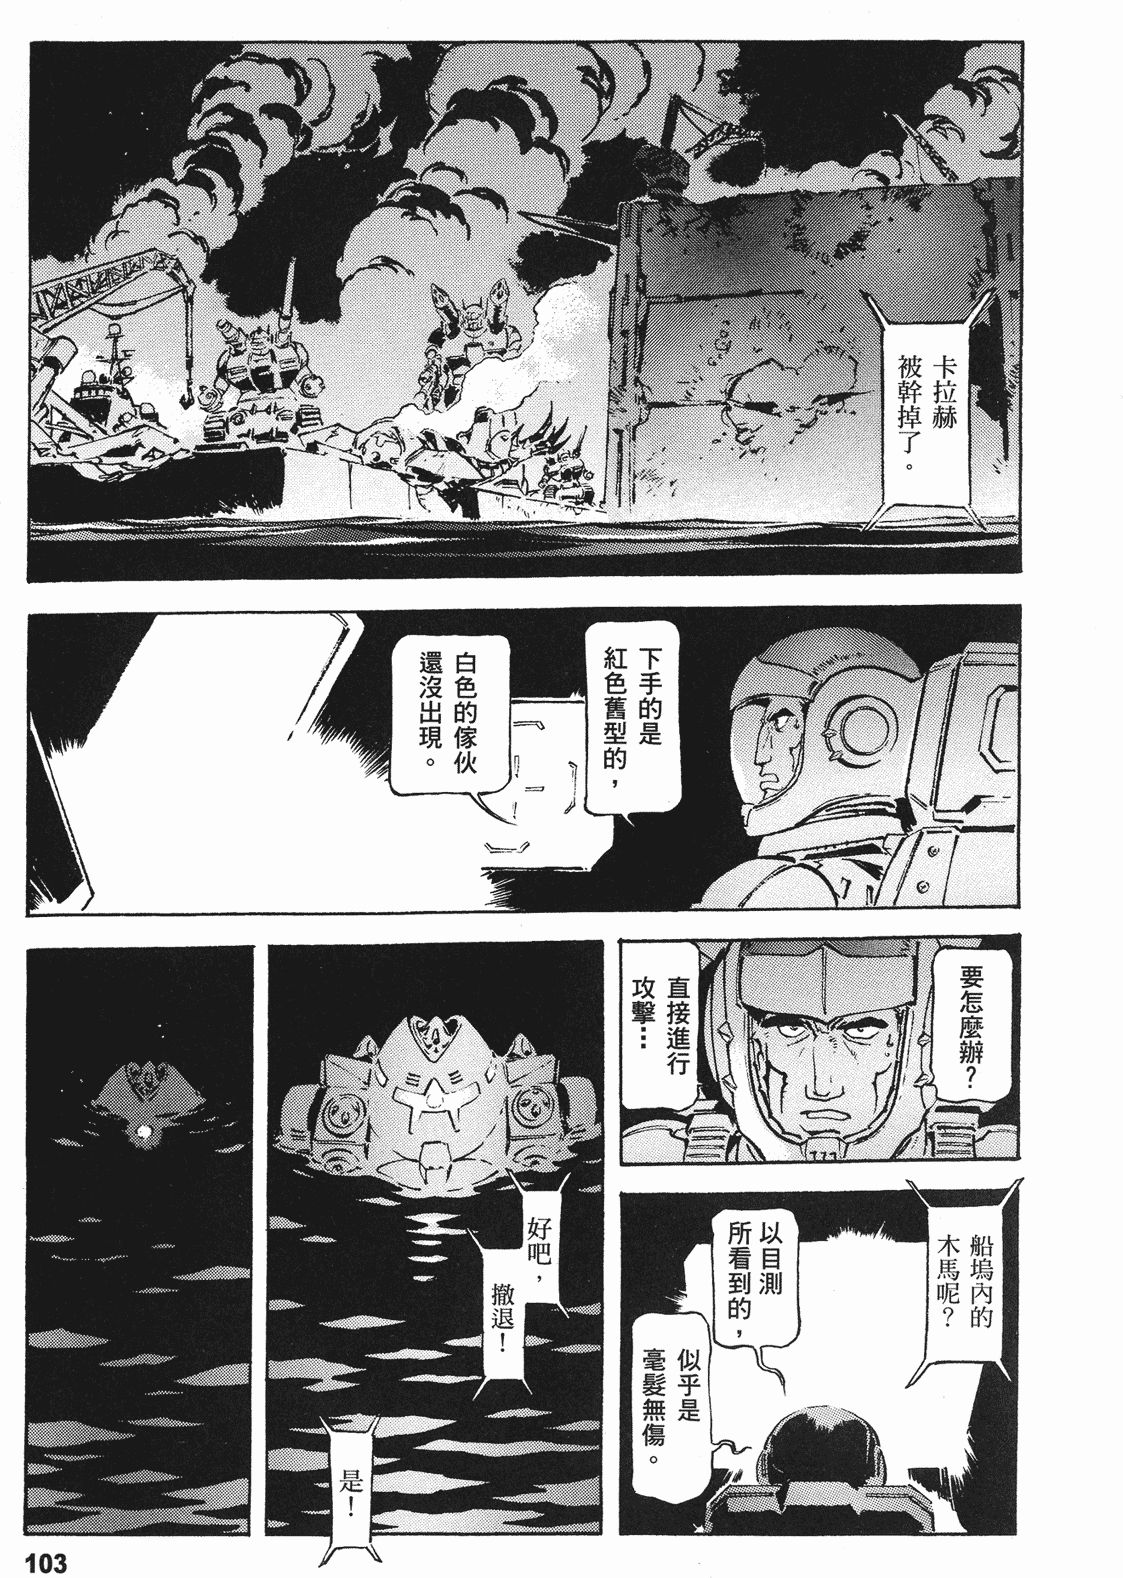 卡拉赫
被幹掉了。
下手的是
紅色舊型的，
白色的傢伙
還沒出現。
要怎麼辦？
直接進行
攻擊…
船塢內的
木馬呢？
以目測
所看到的，
似乎是
毫髮無傷。
好吧，
撤退！
是！
103